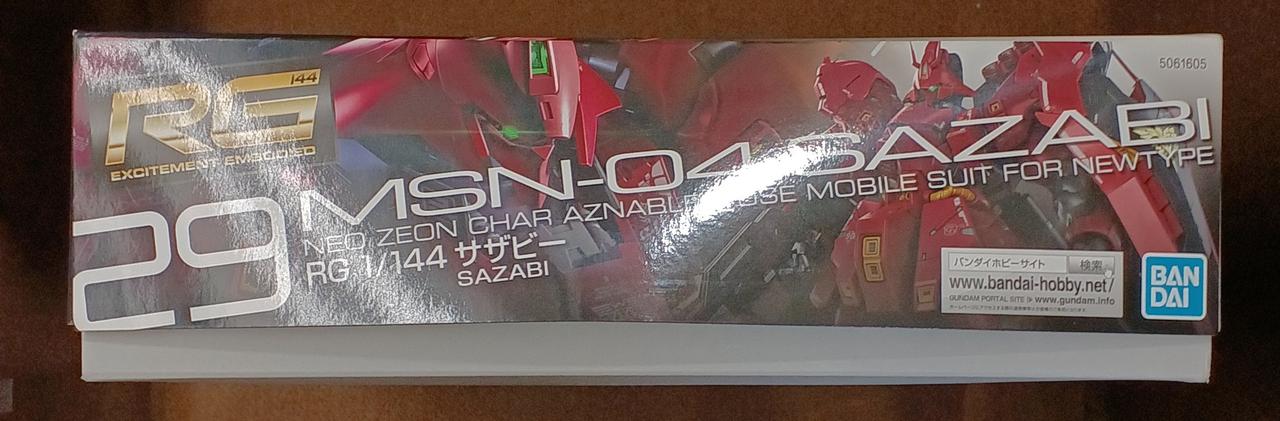 5061605
RG 144
EXCITEMENT EMBODIED
29
MSN-04 SAZABI
NEO ZEON CHAR AZNABLE USE MOBILE SUIT FOR NEWTYPE
RG 1/144 サザビー
SAZABI
バンダイホビーサイト 検索
www.bandai-hobby.net/
GUNDAM PORTAL SITE ▷ www.gundam.info
BAN
DAI